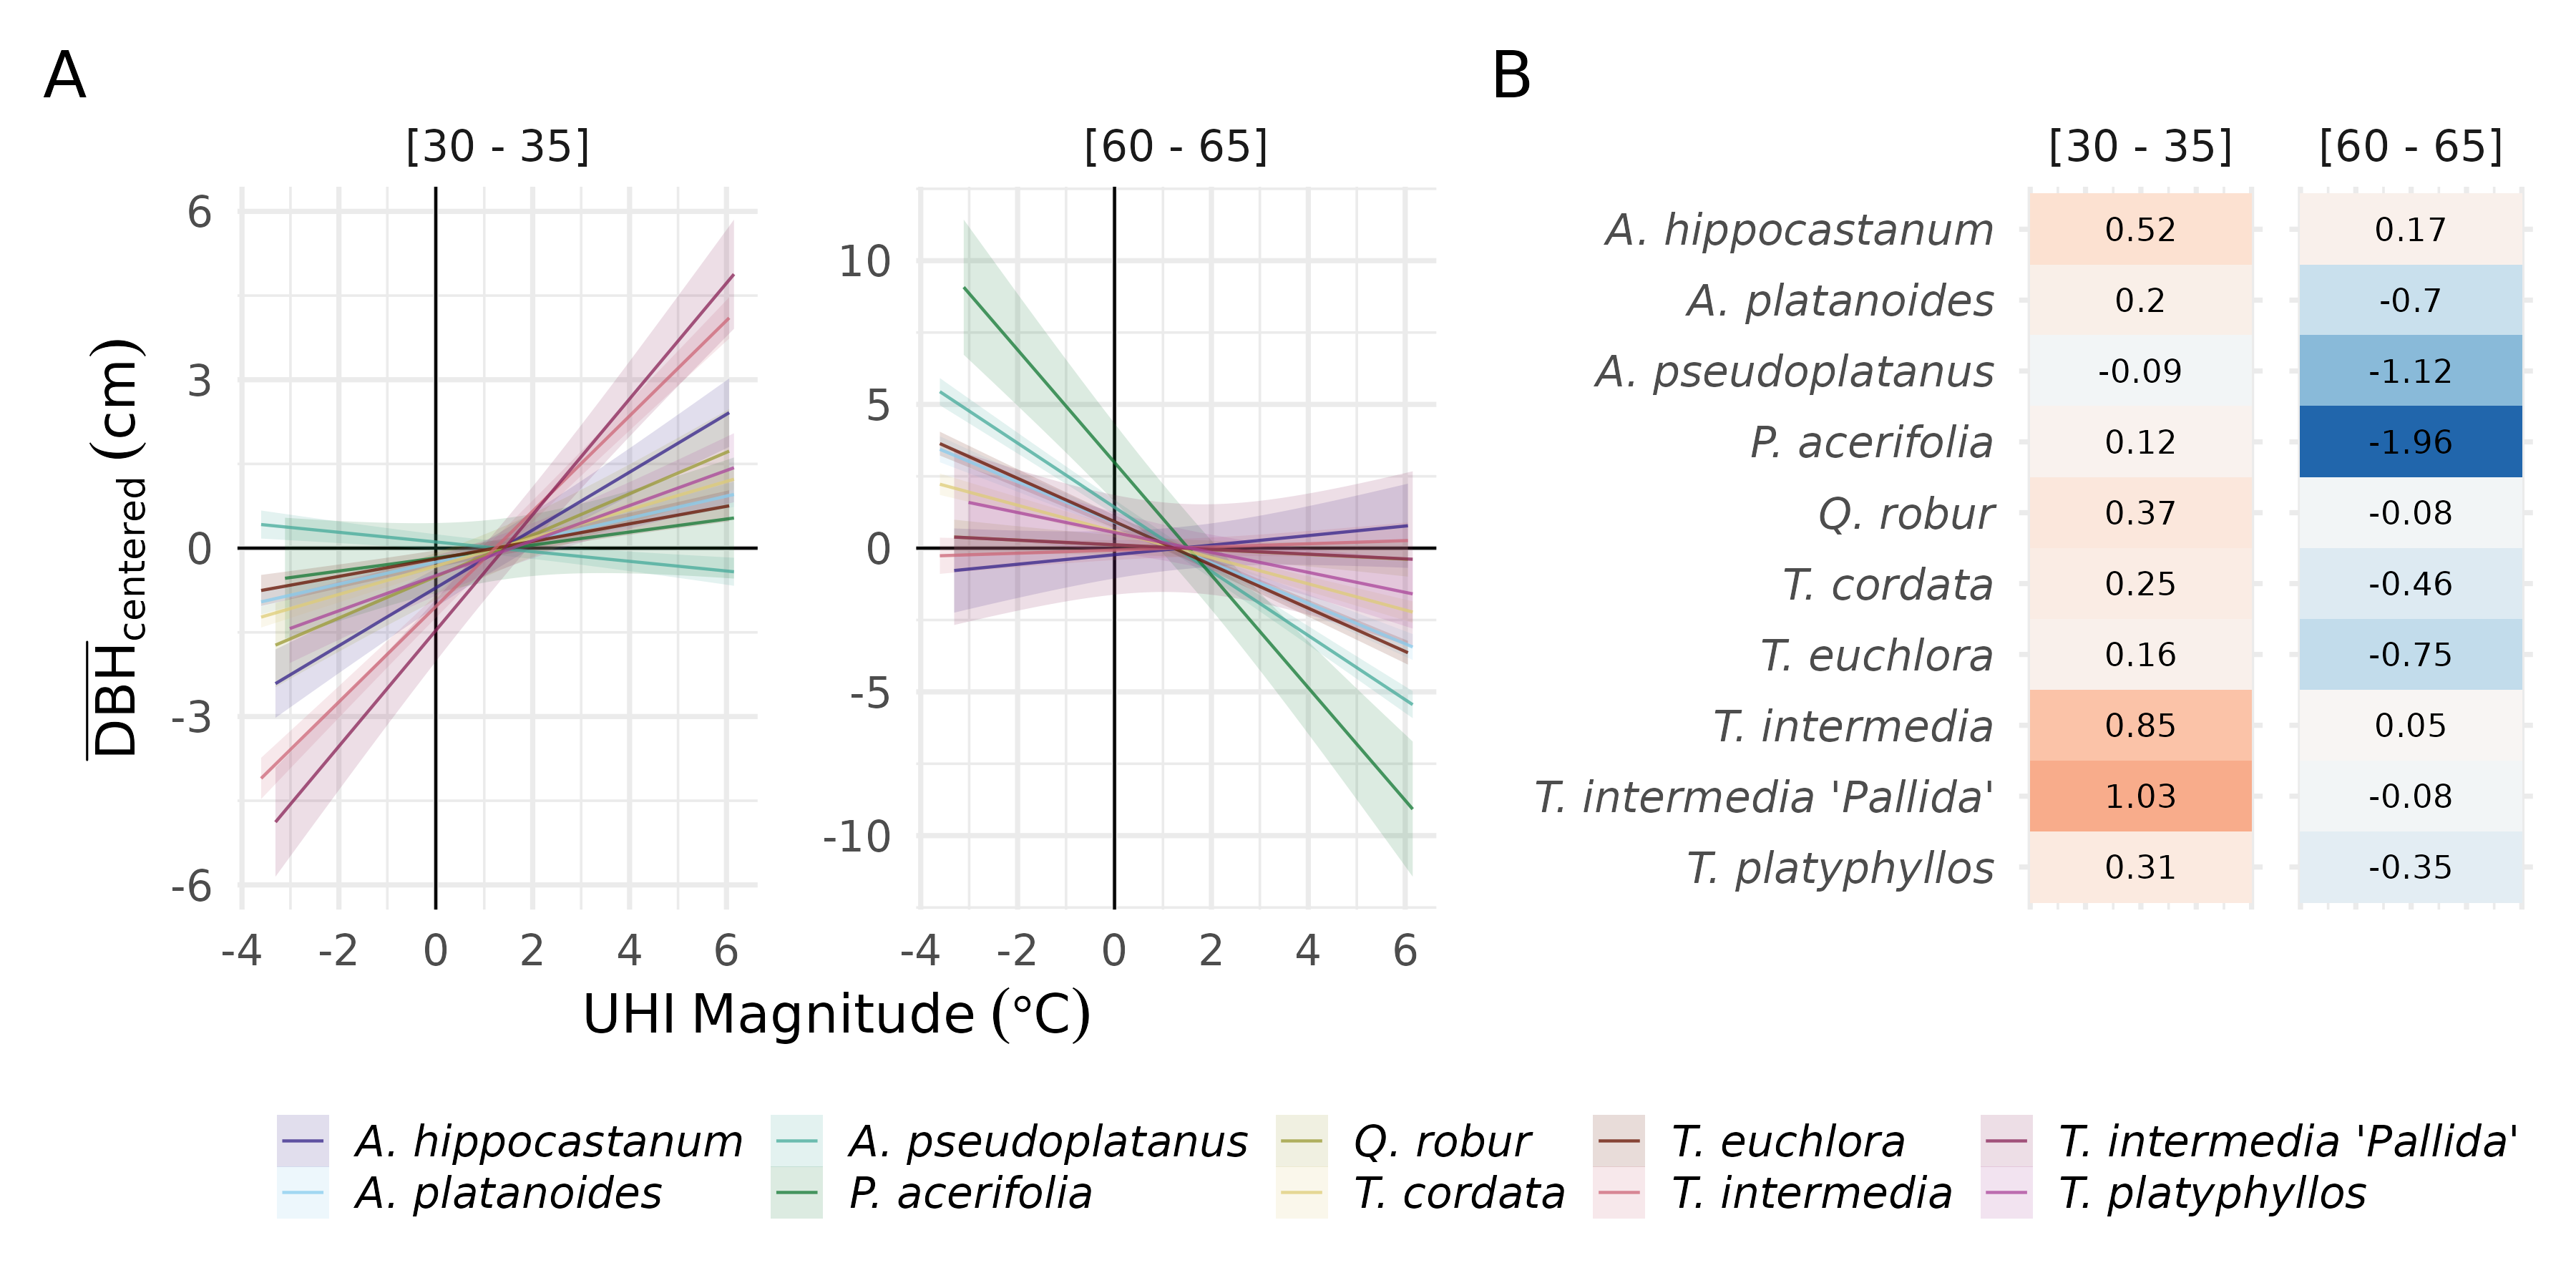 A
B
[30 - 35]
[60 - 65]
[30 - 35]
[60 - 65]
6
3
0
-3
-6
10
5
0
-5
-10
DBHcentered (cm)
-4 -2 0 2 4 6
-4 -2 0 2 4 6
UHI Magnitude (°C)
A. hippocastanum 0.52 0.17
A. platanoides 0.2 -0.7
A. pseudoplatanus -0.09 -1.12
P. acerifolia 0.12 -1.96
Q. robur 0.37 -0.08
T. cordata 0.25 -0.46
T. euchlora 0.16 -0.75
T. intermedia 0.85 0.05
T. intermedia 'Pallida' 1.03 -0.08
T. platyphyllos 0.31 -0.35
A. hippocastanum A. pseudoplatanus Q. robur T. euchlora T. intermedia 'Pallida'
A. platanoides P. acerifolia T. cordata T. intermedia T. platyphyllos